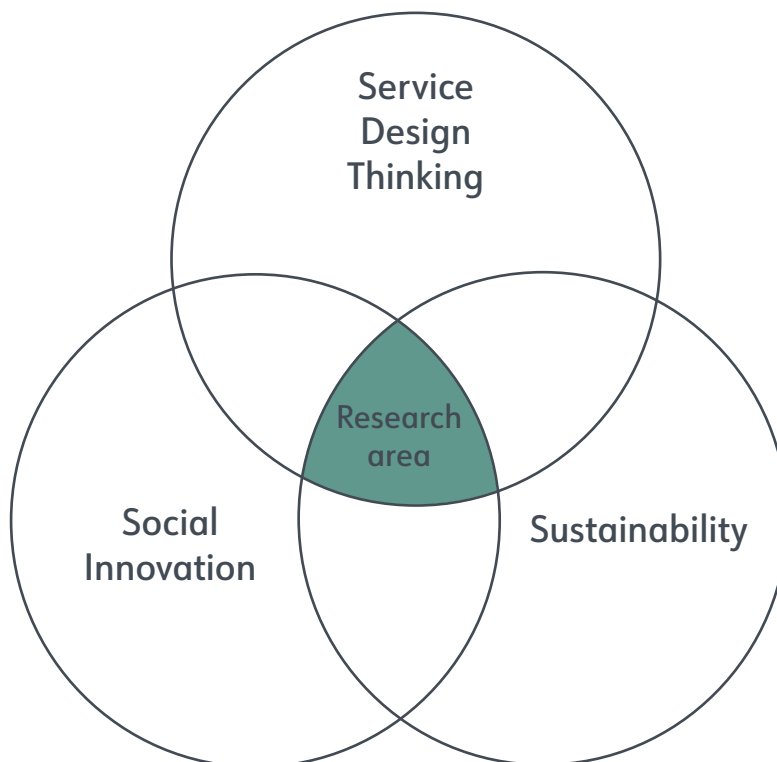 Service
Design
Thinking
Research
area
Social
Innovation
Sustainability